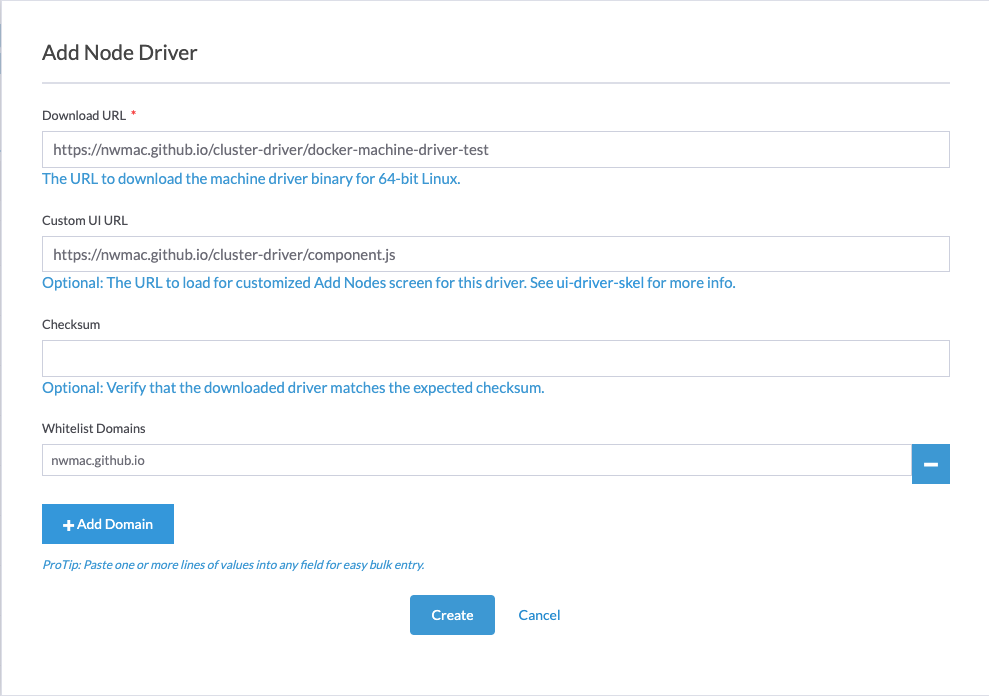 Add Node Driver
Download URL *
https://nwmac.github.io/cluster-driver/docker-machine-driver-test
The URL to download the machine driver binary for 64-bit Linux.
Custom UI URL
https://nwmac.github.io/cluster-driver/component.js
Optional: The URL to load for customized Add Nodes screen for this driver. See ui-driver-skel for more info.
Checksum
Optional: Verify that the downloaded driver matches the expected checksum.
Whitelist Domains
nwmac.github.io
+ Add Domain
ProTip: Paste one or more lines of values into any field for easy bulk entry.
Create Cancel